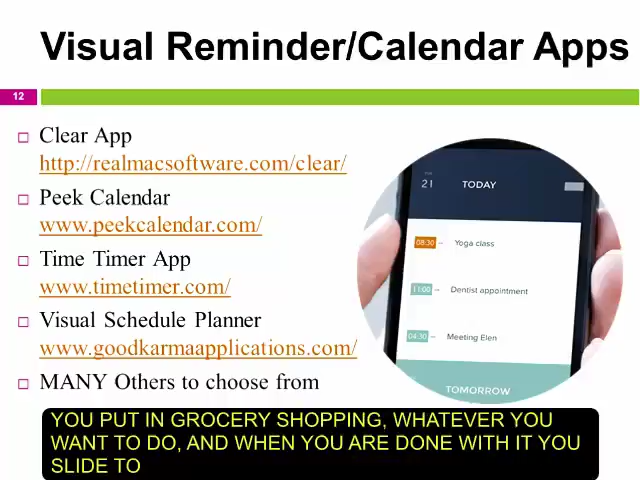 Visual Reminder/Calendar Apps
12
Clear App
http://realmacsoftware.com/clear/
Peek Calendar
www.peekcalendar.com/
Time Timer App
www.timetimer.com/
Visual Schedule Planner
www.goodkarmaapplications.com/
MANY Others to choose from
21 TODAY
08:30 Yoga class
11:00 Dentist appointment
04:30 Meeting Elen
TOMORROW
YOU PUT IN GROCERY SHOPPING, WHATEVER YOU
WANT TO DO, AND WHEN YOU ARE DONE WITH IT YOU
SLIDE TO